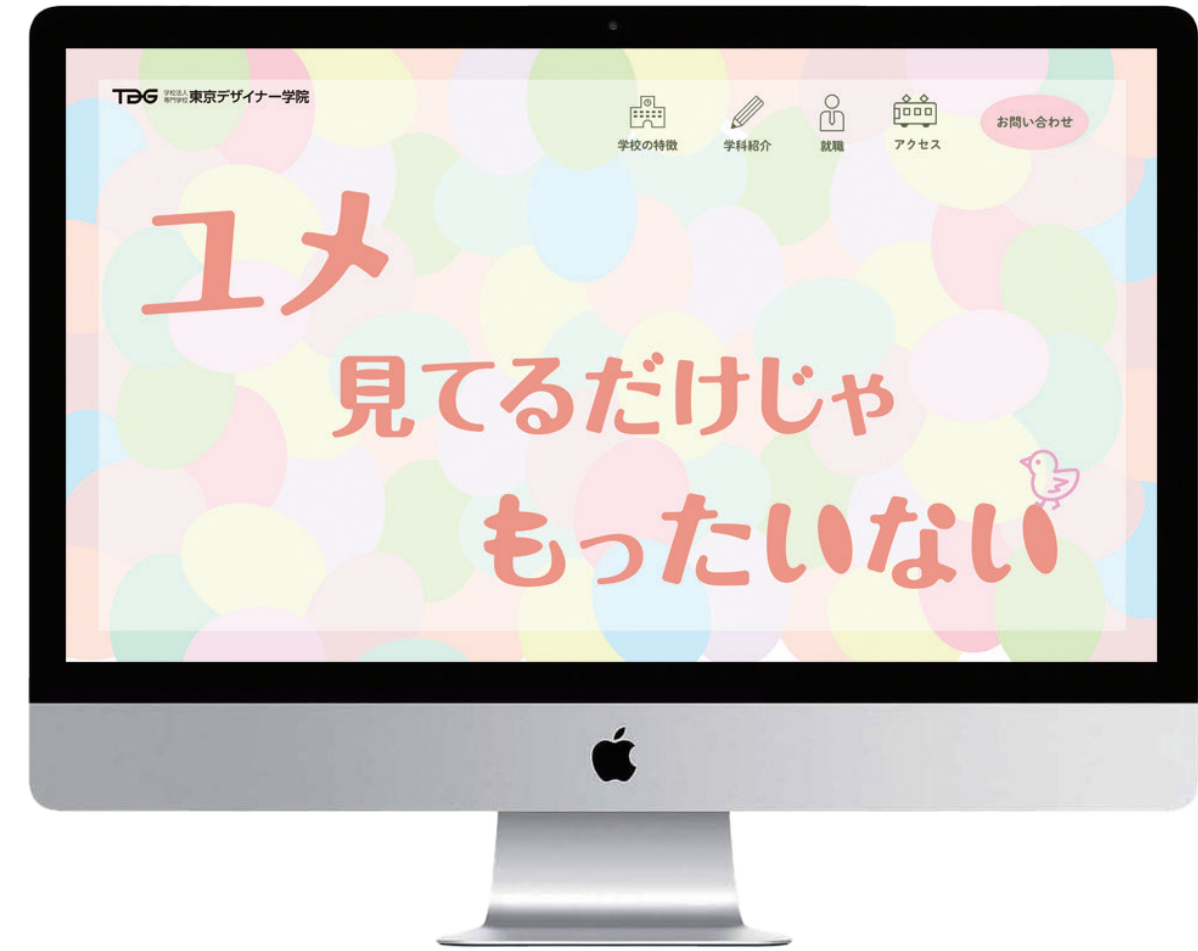 TDG 学校法人 専門学校 東京デザイナー学院
学校の特徴
学科紹介
就職
アクセス
お問い合わせ
ユメ
見てるだけじゃ
もったいない